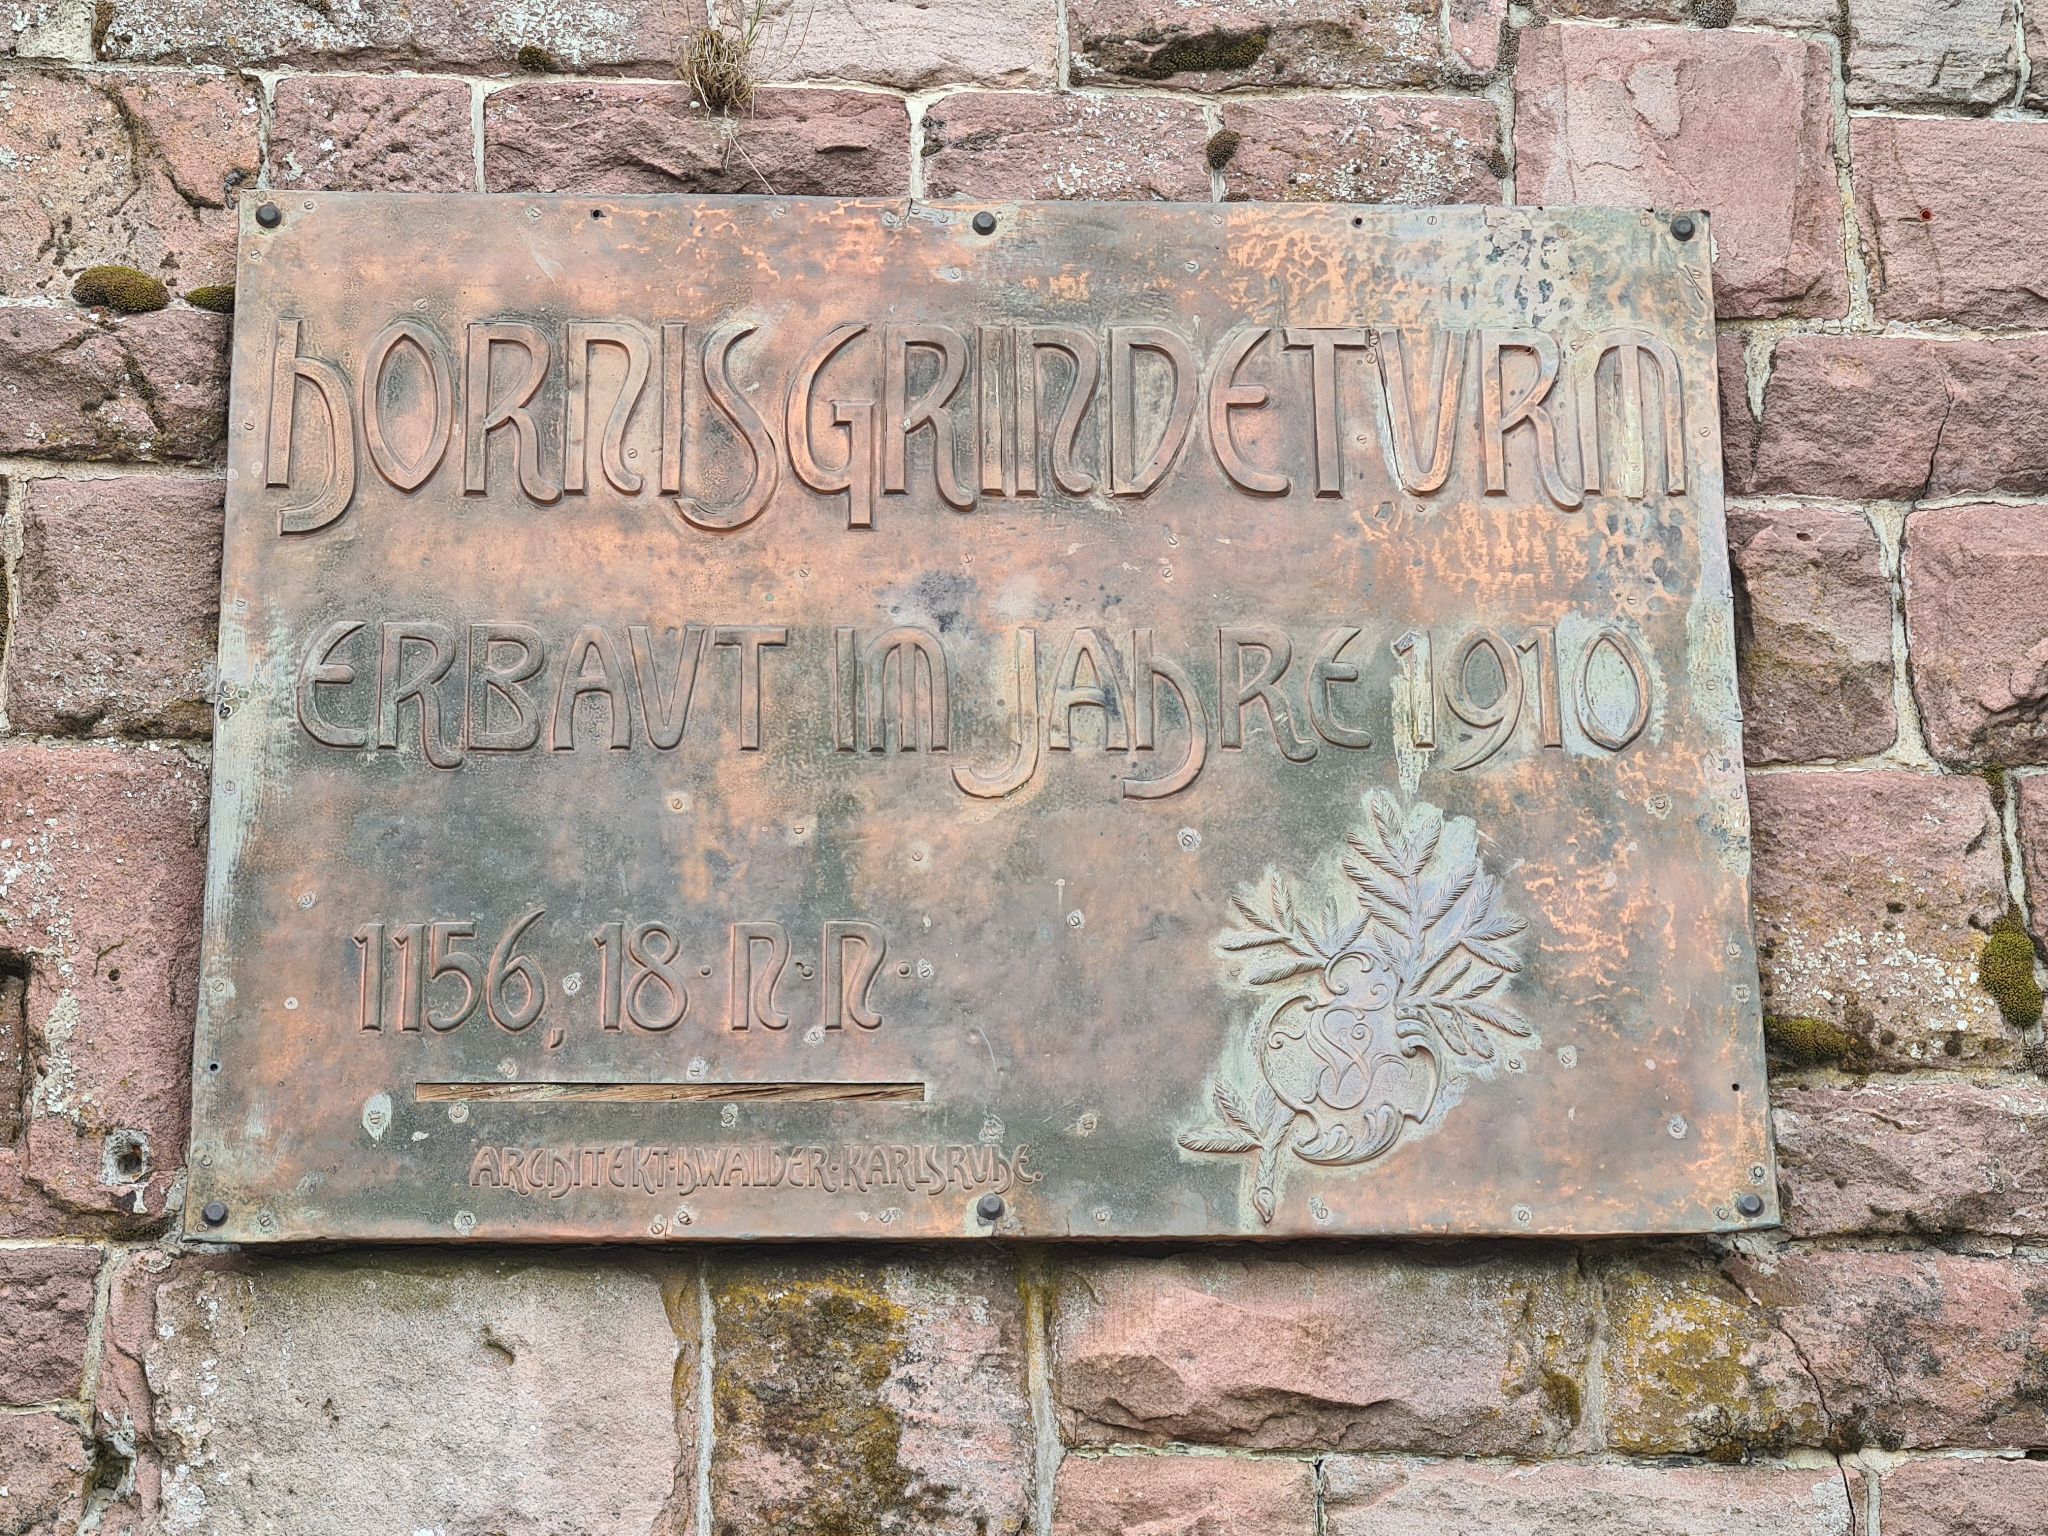 HORNISGRINDETURM
ERBAUT IM JAHRE 1910
1156,18·N·N·
ARCHITEKT·H·WALDER·KARLSRUHE.